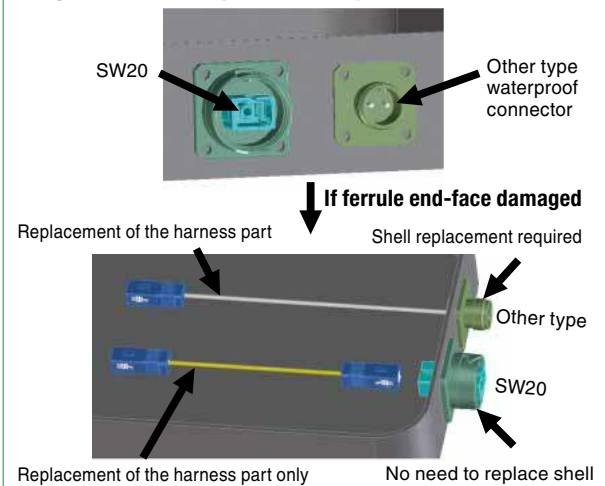 SW20
Other type
waterproof
connector
If ferrule end-face damaged
Replacement of the harness part
Shell replacement required
Other type
SW20
Replacement of the harness part only
No need to replace shell